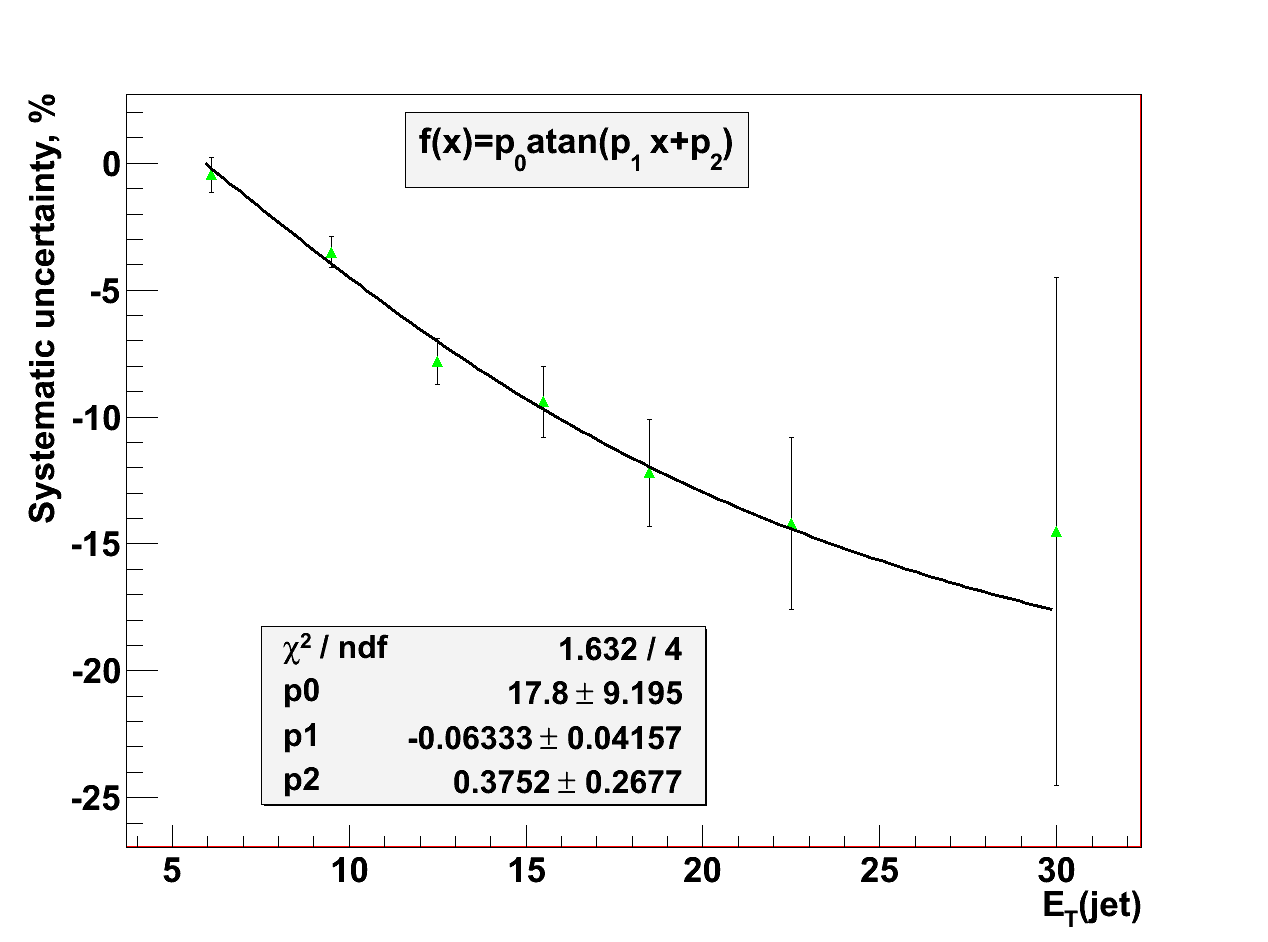 Systematic uncertainty, %
f(x)=p₀atan(p₁ x+p₂)
0
-5
-10
-15
-20
-25
χ² / ndf 1.632 / 4
p0 17.8 ± 9.195
p1 -0.06333 ± 0.04157
p2 0.3752 ± 0.2677
5 10 15 20 25 30
E_T(jet)